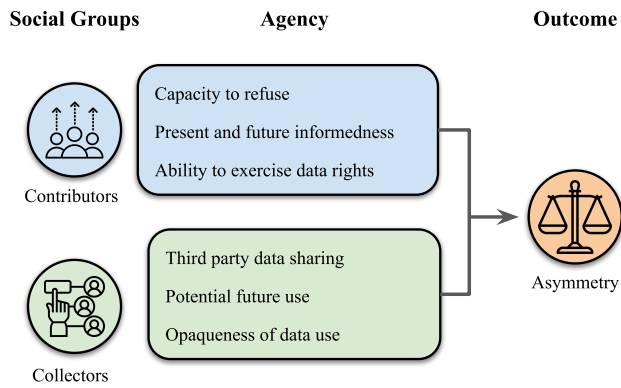 Social Groups
Agency
Outcome
Contributors
Capacity to refuse
Present and future informedness
Ability to exercise data rights
Collectors
Third party data sharing
Potential future use
Opaqueness of data use
Asymmetry